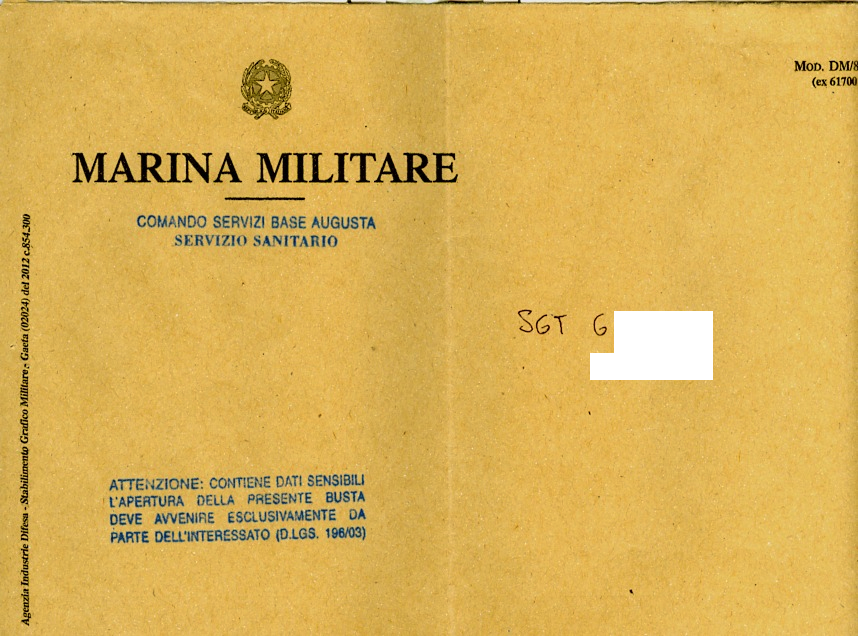 MOD. DM/8
(ex 61700
MARINA MILITARE
COMANDO SERVIZI BASE AUGUSTA
SERVIZIO SANITARIO
SGT G
ATTENZIONE: CONTIENE DATI SENSIBILI
L'APERTURA DELLA PRESENTE BUSTA
DEVE AVVENIRE ESCLUSIVAMENTE DA
PARTE DELL'INTERESSATO (D.LGS. 196/03)
Agenzia Industrie Difesa - Stabilimento Grafico Militare - Gaeta (02024) del 2012 c.854.300